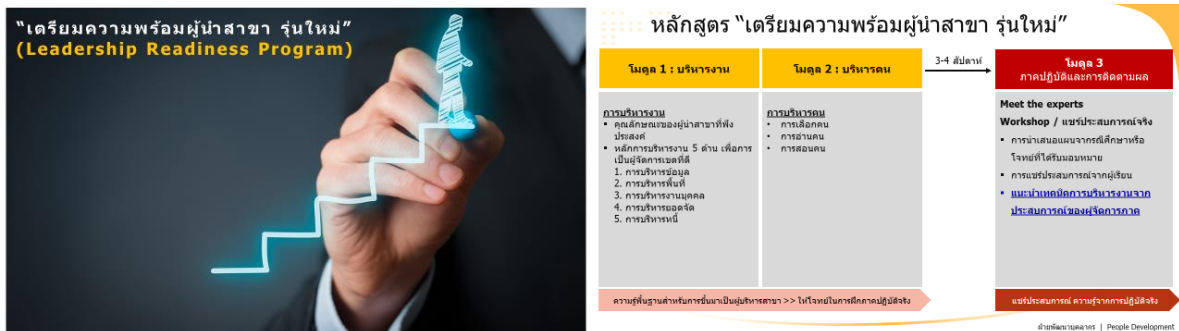 “เตรียมความพร้อมผู้นำสาขา รุ่นใหม่”
(Leadership Readiness Program)
หลักสูตร “เตรียมความพร้อมผู้นำสาขา รุ่นใหม่”
โมดูล 1 : บริหารงาน
โมดูล 2 : บริหารคน
3-4 สัปดาห์
โมดูล 3
ภาคปฏิบัติและการติดตามผล
การบริหารงาน
▪ คุณลักษณะของผู้นำสาขาที่พึง
ประสงค์
▪ หลักการบริหารงาน 5 ด้าน เพื่อการ
เป็นผู้จัดการเขตที่ดี
1. การบริหารข้อมูล
2. การบริหารพื้นที่
3. การบริหารงานบุคคล
4. การบริหารยอดจัด
5. การบริหารหนี้
การบริหารคน
• การเลือกคน
• การอ่านคน
• การสอนคน
Meet the experts
Workshop / แชร์ประสบการณ์จริง
▪ การนำเสนอแผนจากกรณีศึกษาหรือ
โจทย์ที่ได้รับมอบหมาย
▪ การแชร์ประสบการณ์จากผู้เรียน
▪ แนะนำเทคนิคการบริหารงานจาก
ประสบการณ์ของผู้จัดการภาค
ความรู้พื้นฐานสำหรับการขึ้นมาเป็นผู้บริหารสาขา >> ให้โจทย์ในการฝึกภาคปฏิบัติจริง
แชร์ประสบการณ์ ความรู้จากการปฏิบัติจริง
ฝ่ายพัฒนาบุคลากร | People Development